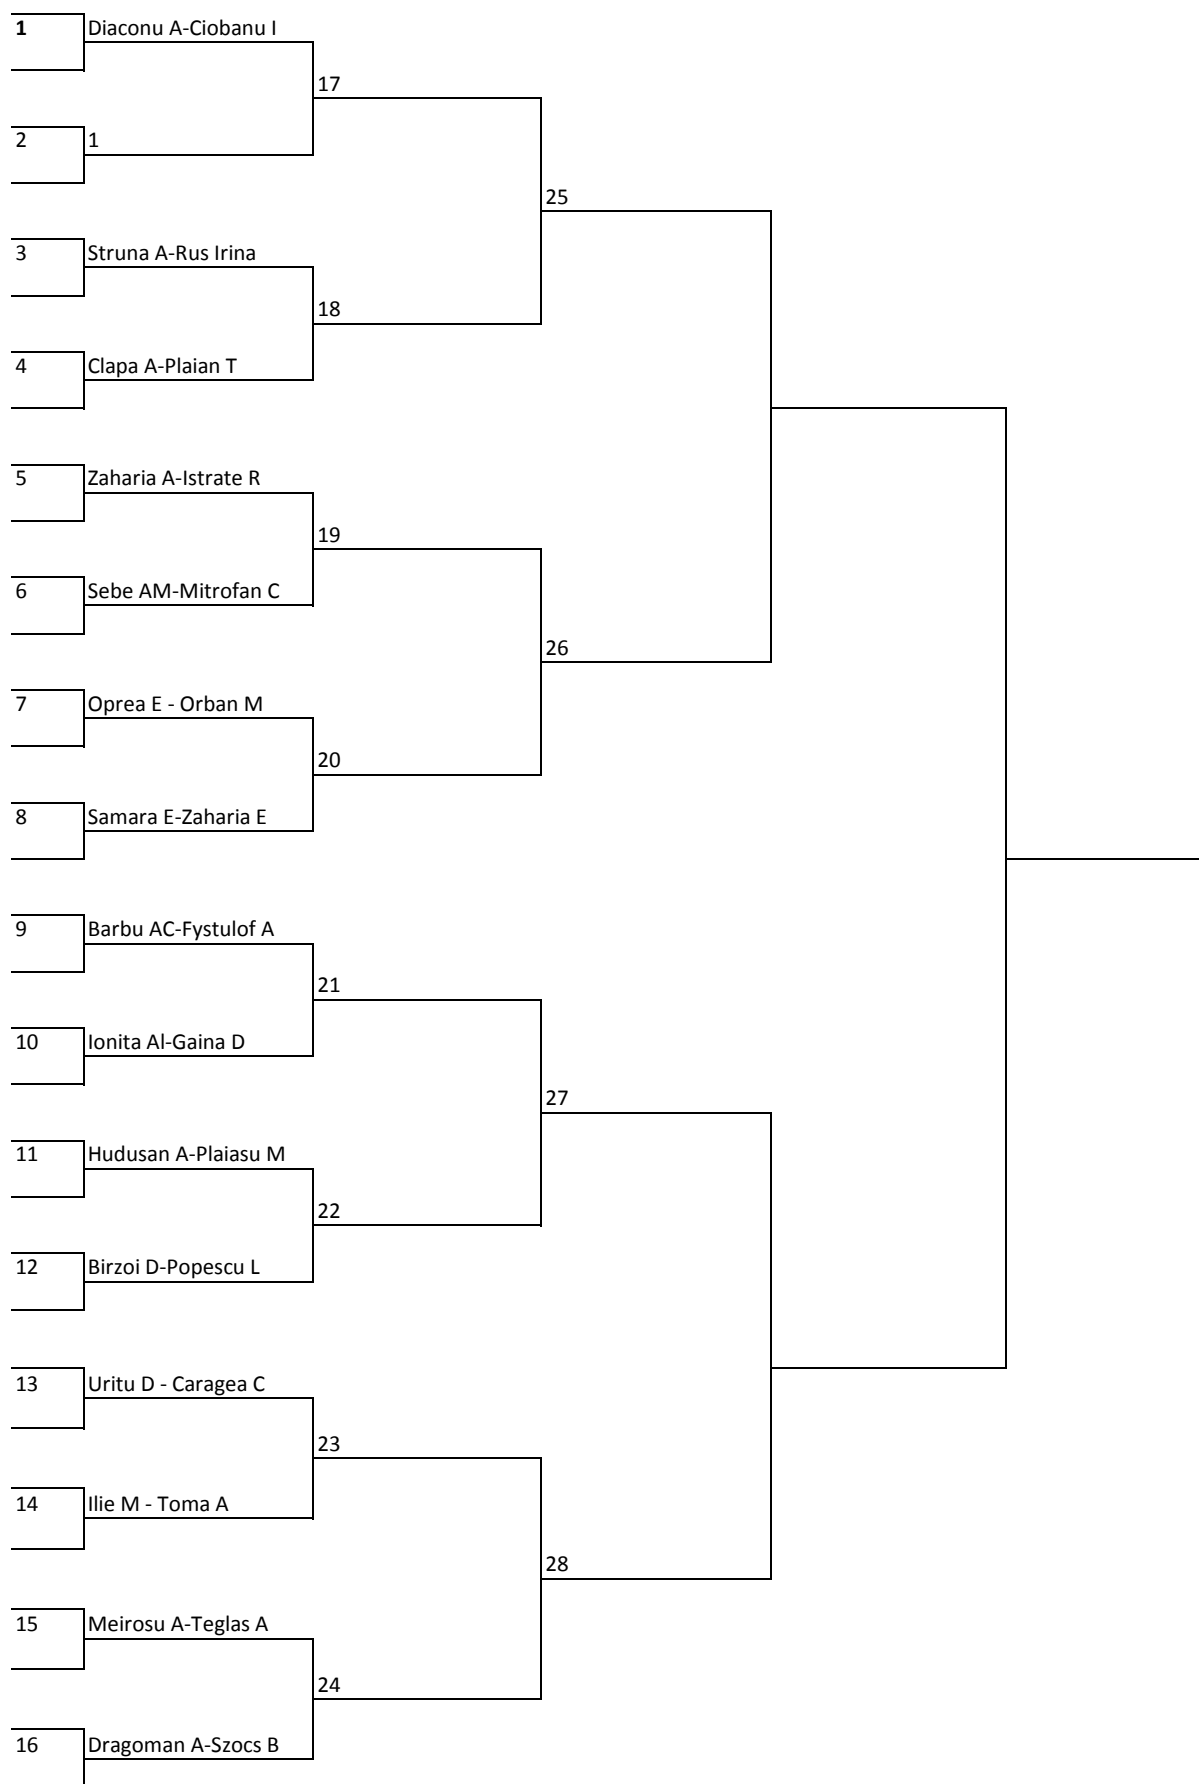 1 Diaconu A-Ciobanu I
17
2 1
25
3 Struna A-Rus Irina
18
4 Clapa A-Plaian T
5 Zaharia A-Istrate R
19
6 Sebe AM-Mitrofan C
26
7 Oprea E - Orban M
20
8 Samara E-Zaharia E
9 Barbu AC-Fystulof A
21
10 Ionita Al-Gaina D
27
11 Hudusan A-Plaiasu M
22
12 Birzoi D-Popescu L
13 Uritu D - Caragea C
23
14 Ilie M - Toma A
28
15 Meirosu A-Teglas A
24
16 Dragoman A-Szocs B